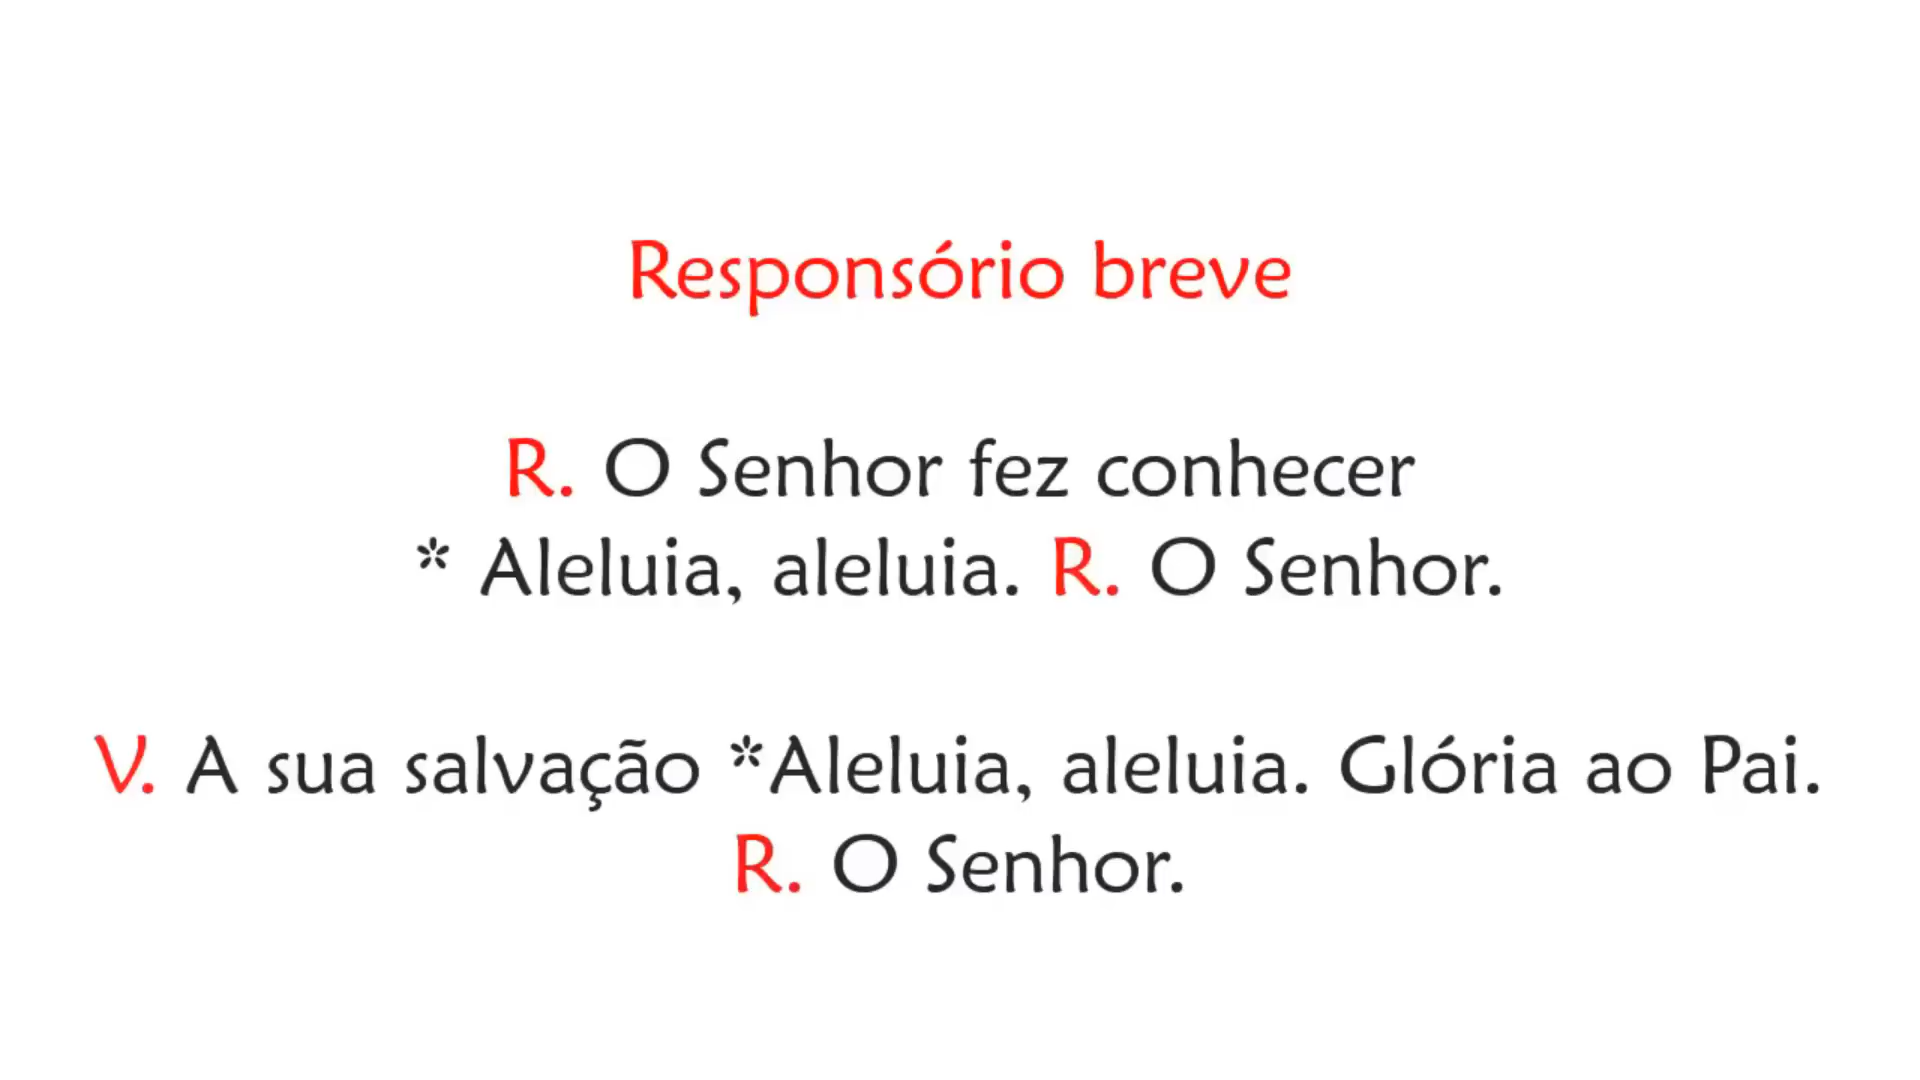 Responsório breve
R. O Senhor fez conhecer
* Aleluia, aleluia. R. O Senhor.
V. A sua salvação *Aleluia, aleluia. Glória ao Pai.
R. O Senhor.